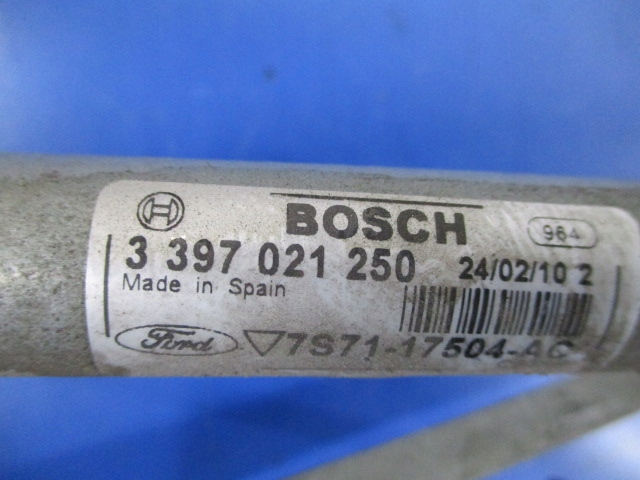 BOSCH 964
3 397 021 250 24/02/10 2
Made in Spain
Ford 7S71-17504-AC